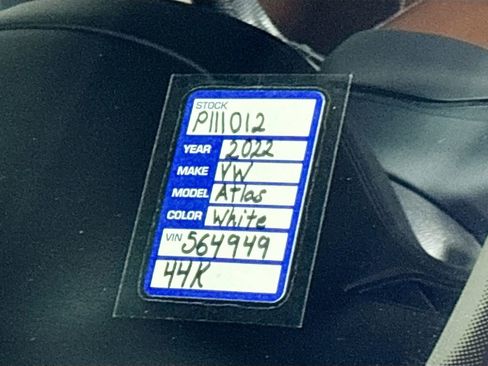 STOCK
P111012
YEAR 2022
MAKE VW
MODEL Atlas
COLOR White
VIN 564949
44K